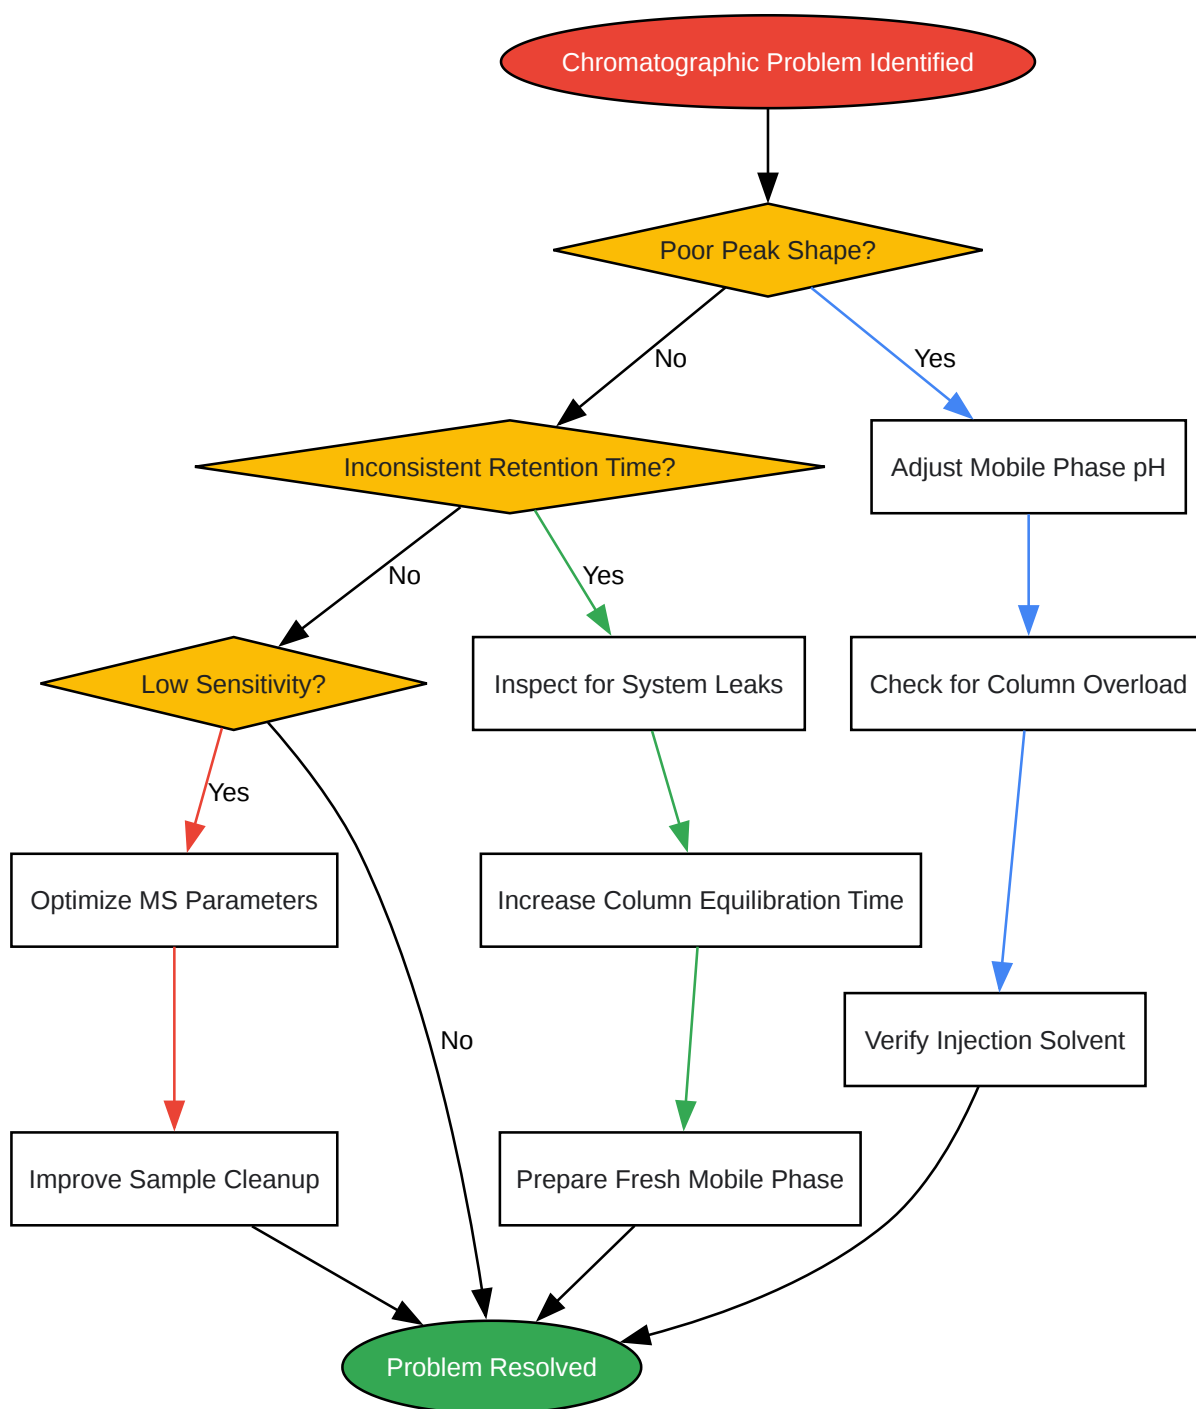 Chromatographic Problem Identified
Poor Peak Shape?
No
Yes
Inconsistent Retention Time?
Adjust Mobile Phase pH
No
Yes
Low Sensitivity?
Inspect for System Leaks
Check for Column Overload
Yes
Optimize MS Parameters
Increase Column Equilibration Time
No
Verify Injection Solvent
Improve Sample Cleanup
Prepare Fresh Mobile Phase
Problem Resolved